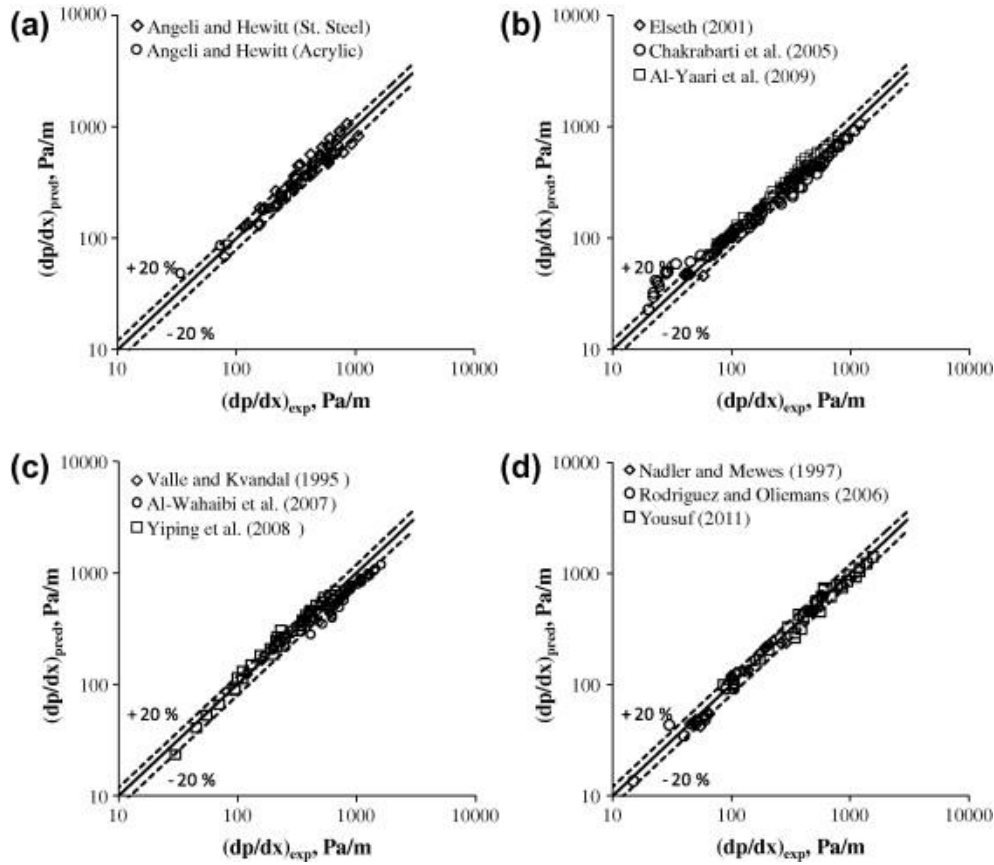 (a)
10000
Angeli and Hewitt (St. Steel)
Angeli and Hewitt (Acrylic)
1000
(dp/dx)pred, Pa/m
100
+20 %
-20 %
10
10 100 1000 10000
(dp/dx)exp, Pa/m
(b)
10000
Elseth (2001)
Chakrabarti et al. (2005)
Al-Yaari et al. (2009)
1000
(dp/dx)pred, Pa/m
100
+20 %
-20 %
10
10 100 1000 10000
(dp/dx)exp, Pa/m
(c)
10000
Valle and Kvandal (1995 )
Al-Wahaibi et al. (2007)
Yiping et al. (2008 )
1000
(dp/dx)pred, Pa/m
100
+20 %
-20 %
10
10 100 1000 10000
(dp/dx)exp, Pa/m
(d)
10000
Nadler and Mewes (1997)
Rodriguez and Oliemans (2006)
Yousuf (2011)
1000
(dp/dx)pred, Pa/m
100
+20 %
-20 %
10
10 100 1000 10000
(dp/dx)exp, Pa/m